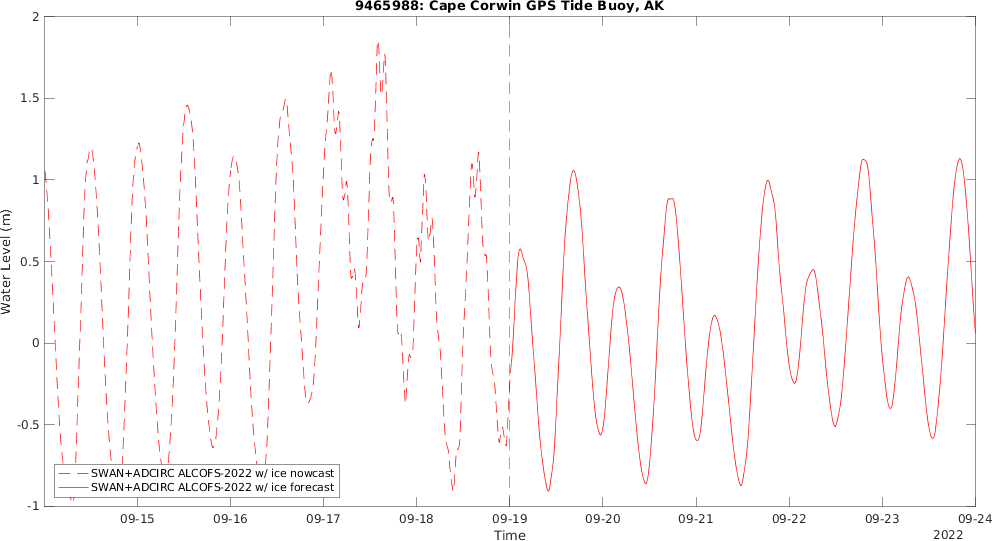 9465988: Cape Corwin GPS Tide Buoy, AK
2
1.5
1
0.5
0
-0.5
-1
Water Level (m)
SWAN+ADCIRC ALCOFS-2022 w/ ice nowcast
SWAN+ADCIRC ALCOFS-2022 w/ ice forecast
09-15 09-16 09-17 09-18 09-19 09-20 09-21 09-22 09-23 09-24
Time
2022